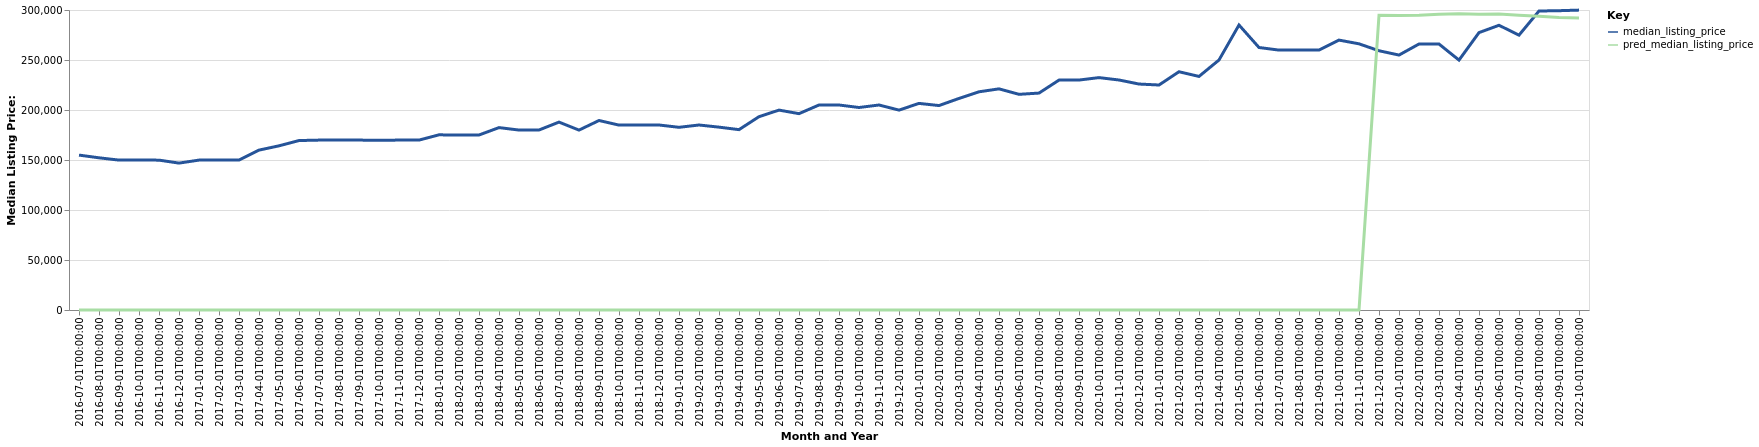 300,000
250,000
200,000
150,000
100,000
50,000
0
Median Listing Price:
2016-07-01T00:00:00
2016-08-01T00:00:00
2016-09-01T00:00:00
2016-10-01T00:00:00
2016-11-01T00:00:00
2016-12-01T00:00:00
2017-01-01T00:00:00
2017-02-01T00:00:00
2017-03-01T00:00:00
2017-04-01T00:00:00
2017-05-01T00:00:00
2017-06-01T00:00:00
2017-07-01T00:00:00
2017-08-01T00:00:00
2017-09-01T00:00:00
2017-10-01T00:00:00
2017-11-01T00:00:00
2017-12-01T00:00:00
2018-01-01T00:00:00
2018-02-01T00:00:00
2018-03-01T00:00:00
2018-04-01T00:00:00
2018-05-01T00:00:00
2018-06-01T00:00:00
2018-07-01T00:00:00
2018-08-01T00:00:00
2018-09-01T00:00:00
2018-10-01T00:00:00
2018-11-01T00:00:00
2018-12-01T00:00:00
2019-01-01T00:00:00
2019-02-01T00:00:00
2019-03-01T00:00:00
2019-04-01T00:00:00
2019-05-01T00:00:00
2019-06-01T00:00:00
2019-07-01T00:00:00
2019-08-01T00:00:00
2019-09-01T00:00:00
2019-10-01T00:00:00
2019-11-01T00:00:00
2019-12-01T00:00:00
2020-01-01T00:00:00
2020-02-01T00:00:00
2020-03-01T00:00:00
2020-04-01T00:00:00
2020-05-01T00:00:00
2020-06-01T00:00:00
2020-07-01T00:00:00
2020-08-01T00:00:00
2020-09-01T00:00:00
2020-10-01T00:00:00
2020-11-01T00:00:00
2020-12-01T00:00:00
2021-01-01T00:00:00
2021-02-01T00:00:00
2021-03-01T00:00:00
2021-04-01T00:00:00
2021-05-01T00:00:00
2021-06-01T00:00:00
2021-07-01T00:00:00
2021-08-01T00:00:00
2021-09-01T00:00:00
2021-10-01T00:00:00
2021-11-01T00:00:00
2021-12-01T00:00:00
2022-01-01T00:00:00
2022-02-01T00:00:00
2022-03-01T00:00:00
2022-04-01T00:00:00
2022-05-01T00:00:00
2022-06-01T00:00:00
2022-07-01T00:00:00
2022-08-01T00:00:00
2022-09-01T00:00:00
2022-10-01T00:00:00
Month and Year
Key
median_listing_price
pred_median_listing_price